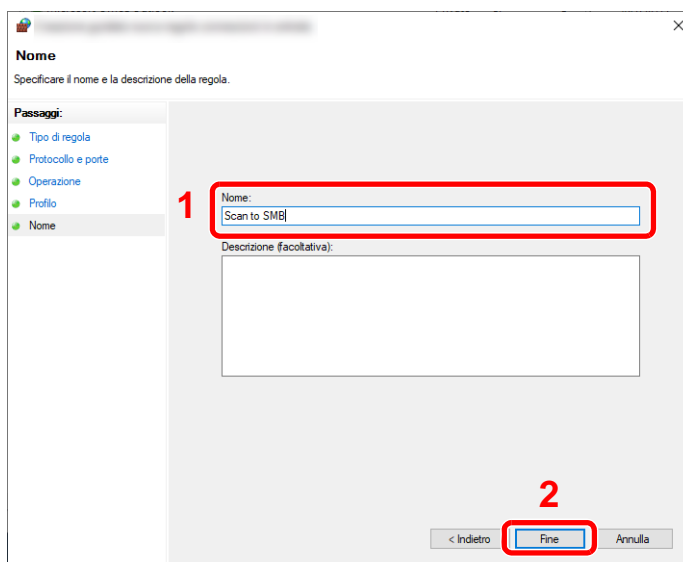 Nome
Specificare il nome e la descrizione della regola.
Passaggi:
Tipo di regola
Protocollo e porte
Operazione
Profilo
Nome
1
Nome:
Scan to SMB
Descrizione (facoltativa):
2
< Indietro
Fine
Annulla